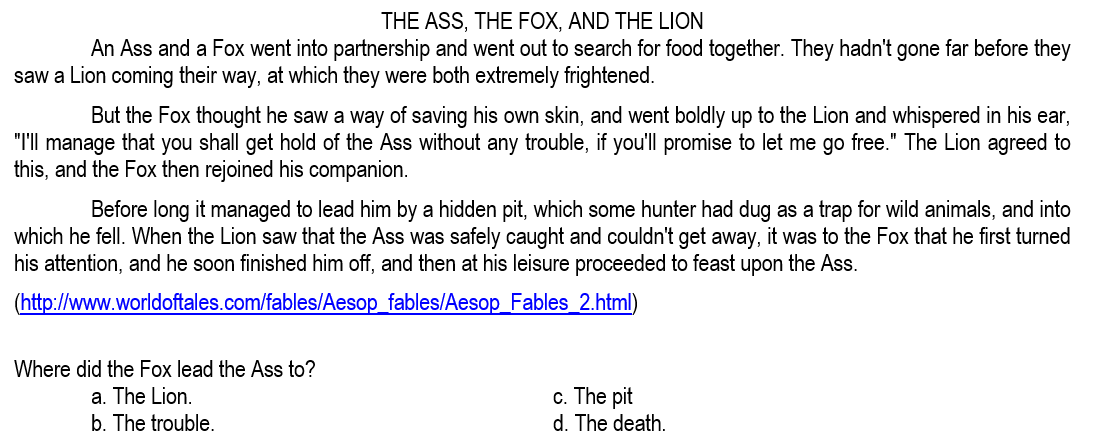 THE ASS, THE FOX, AND THE LION
An Ass and a Fox went into partnership and went out to search for food together. They hadn't gone far before they
saw a Lion coming their way, at which they were both extremely frightened.
But the Fox thought he saw a way of saving his own skin, and went boldly up to the Lion and whispered in his ear,
"I'll manage that you shall get hold of the Ass without any trouble, if you'll promise to let me go free." The Lion agreed to
this, and the Fox then rejoined his companion.
Before long it managed to lead him by a hidden pit, which some hunter had dug as a trap for wild animals, and into
which he fell. When the Lion saw that the Ass was safely caught and couldn't get away, it was to the Fox that he first turned
his attention, and he soon finished him off, and then at his leisure proceeded to feast upon the Ass.
(http://www.worldoftales.com/fables/Aesop_fables/Aesop_Fables_2.html)
Where did the Fox lead the Ass to?
a. The Lion. c. The pit
b. The trouble. d. The death.